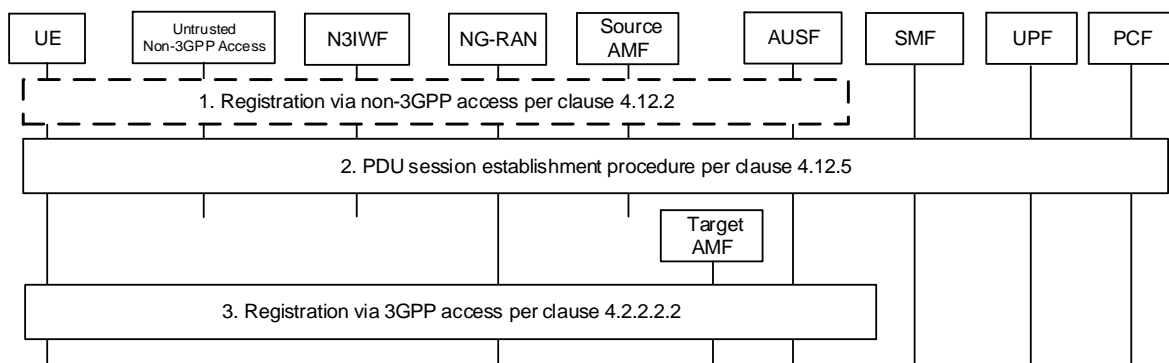 UE
Untrusted
Non-3GPP Access
N3IWF
NG-RAN
Source
AMF
AUSF
SMF
UPF
PCF
1. Registration via non-3GPP access per clause 4.12.2
2. PDU session establishment procedure per clause 4.12.5
Target
AMF
3. Registration via 3GPP access per clause 4.2.2.2.2